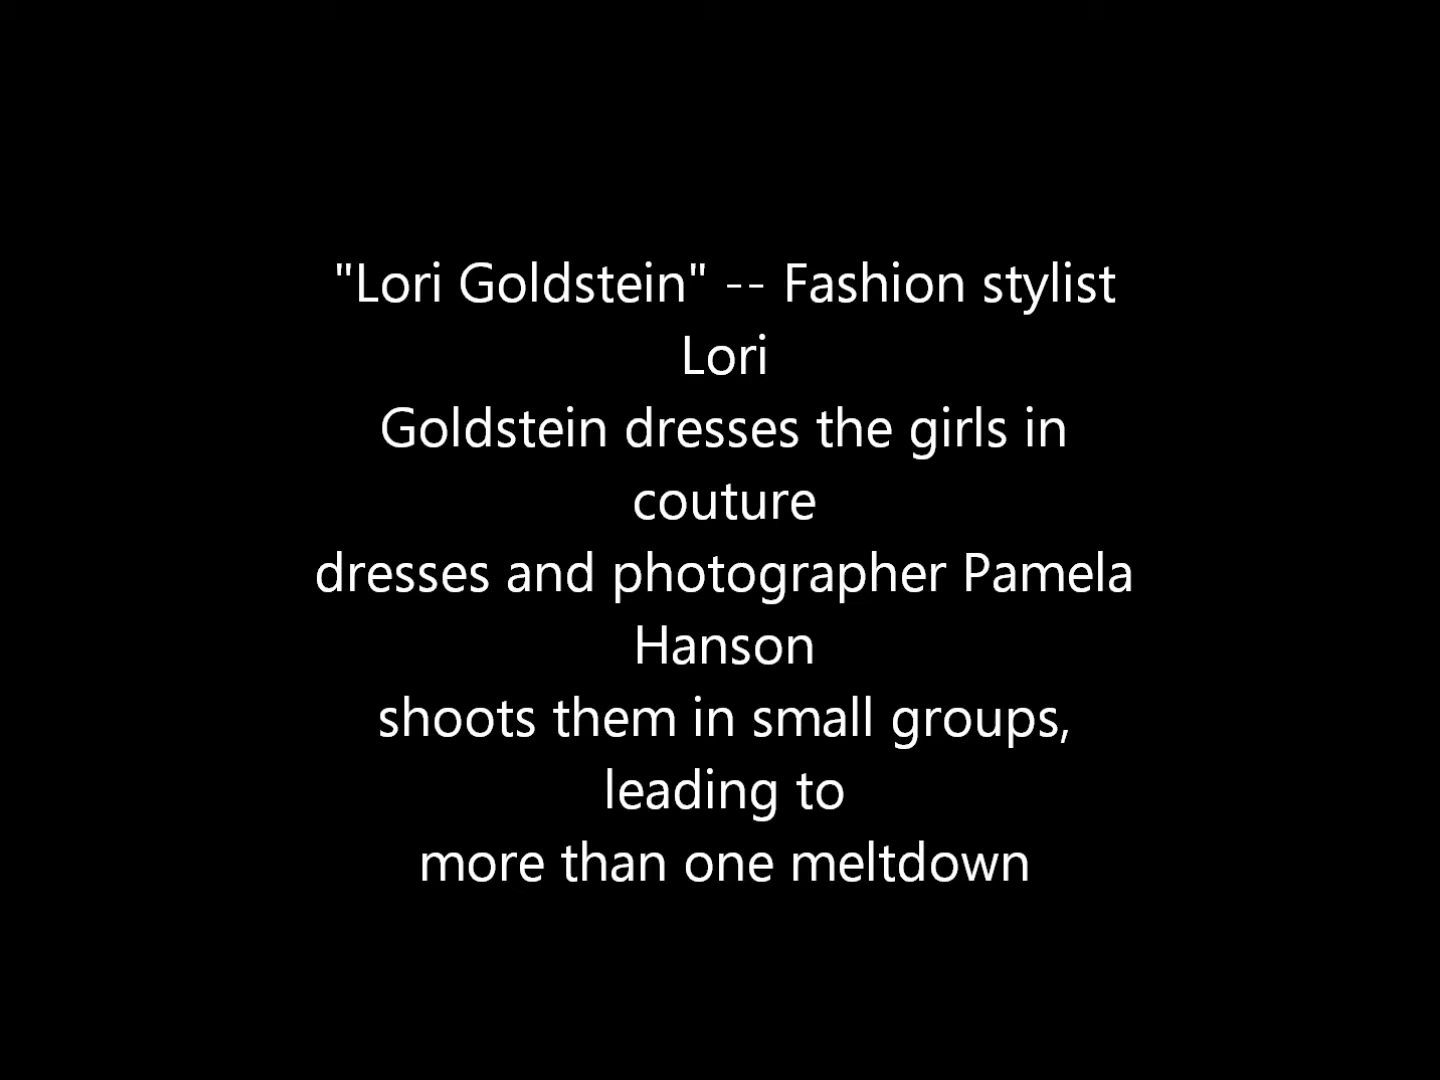 "Lori Goldstein" -- Fashion stylist
Lori
Goldstein dresses the girls in
couture
dresses and photographer Pamela
Hanson
shoots them in small groups,
leading to
more than one meltdown